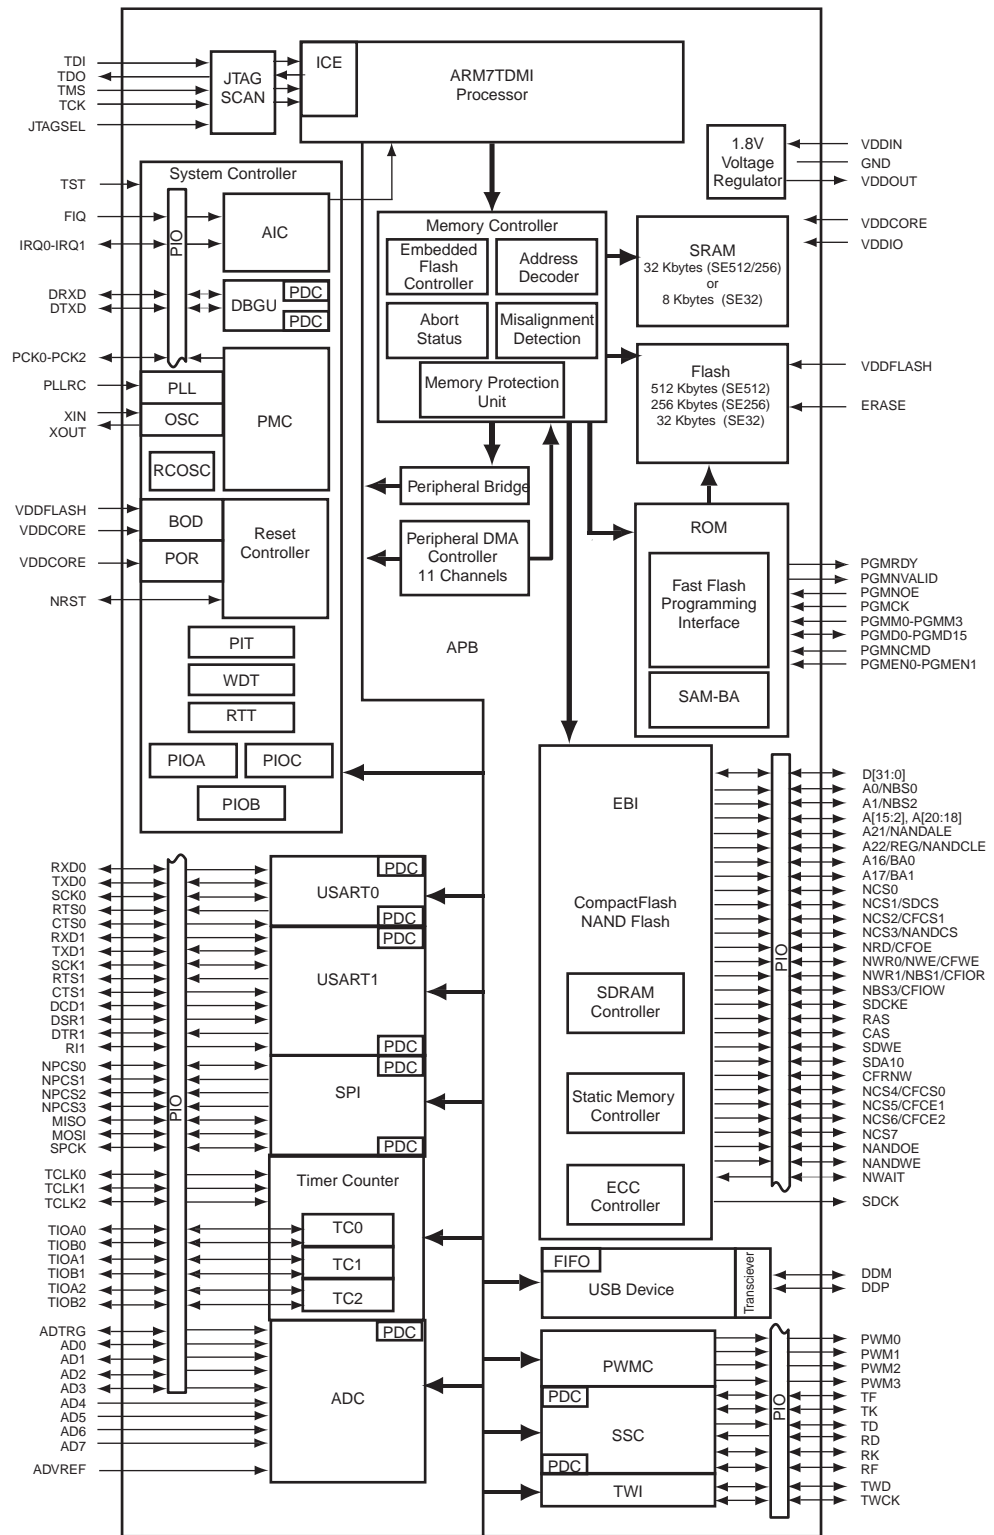 TDI
TDO
TMS
TCK
JTAGSEL
JTAG
SCAN
ICE
ARM7TDMI
Processor
1.8V
Voltage
Regulator
VDDIN
GND
VDDOUT
VDDCORE
VDDIO
System Controller
TST
FIQ
IRQ0-IRQ1
PIO
AIC
DRXD
DTXD
DBGU
PDC
PDC
PCK0-PCK2
PLLRC
PLL
XIN
XOUT
OSC
PMC
RCOSC
VDDFLASH
VDDCORE
BOD
VDDCORE
POR
Reset
Controller
NRST
PIT
WDT
RTT
PIOA
PIOC
PIOB
Memory Controller
Embedded
Flash
Controller
Address
Decoder
Abort
Status
Misalignment
Detection
Memory Protection
Unit
Peripheral Bridge
Peripheral DMA
Controller
11 Channels
APB
SRAM
32 Kbytes (SE512/256)
or
8 Kbytes (SE32)
Flash
512 Kbytes (SE512)
256 Kbytes (SE256)
32 Kbytes (SE32)
VDDFLASH
ERASE
ROM
Fast Flash
Programming
Interface
SAM-BA
PGMRDY
PGMNVALID
PGMNOE
PGMCK
PGMM0-PGMM3
PGMD0-PGMD15
PGMNCMD
PGMEN0-PGMEN1
EBI
CompactFlash
NAND Flash
SDRAM
Controller
Static Memory
Controller
ECC
Controller
PIO
D[31:0]
A0/NBS0
A1/NBS2
A[15:2], A[20:18]
A21/NANDALE
A22/REG/NANDCLE
A16/BA0
A17/BA1
NCS0
NCS1/SDCS
NCS2/CFCS1
NCS3/NANDCS
NRD/CFOE
NWR0/NWE/CFWE
NWR1/NBS1/CFIOR
NBS3/CFIOW
SDCKE
RAS
CAS
SDWE
SDA10
CFRNW
NCS4/CFCS0
NCS5/CFCE1
NCS6/CFCE2
NCS7
NANDOE
NANDWE
NWAIT
SDCK
RXD0
TXD0
SCK0
RTS0
CTS0
RXD1
TXD1
SCK1
RTS1
CTS1
DCD1
DSR1
DTR1
RI1
NPCS0
NPCS1
NPCS2
NPCS3
MISO
MOSI
SPCK
TCLK0
TCLK1
TCLK2
TIOA0
TIOB0
TIOA1
TIOB1
TIOA2
TIOB2
ADTRG
AD0
AD1
AD2
AD3
AD4
AD5
AD6
AD7
ADVREF
PIO
PDC
USART0
PDC
PDC
USART1
PDC
PDC
SPI
PDC
Timer Counter
TC0
TC1
TC2
PDC
ADC
FIFO
USB Device
Transciever
DDM
DDP
PWMC
PDC
SSC
PDC
TWI
PIO
PWM0
PWM1
PWM2
PWM3
TF
TK
TD
RD
RK
RF
TWD
TWCK